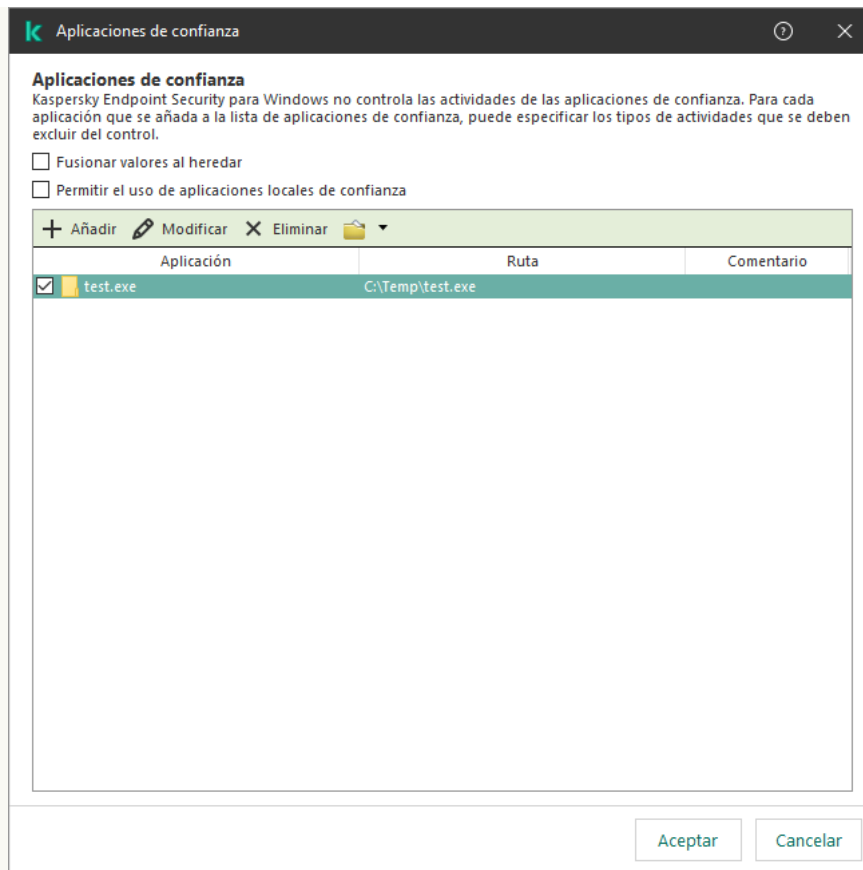 Aplicaciones de confianza
Aplicaciones de confianza
Kaspersky Endpoint Security para Windows no controla las actividades de las aplicaciones de confianza. Para cada
aplicación que se añada a la lista de aplicaciones de confianza, puede especificar los tipos de actividades que se deben
excluir del control.
Fusionar valores al heredar
Permitir el uso de aplicaciones locales de confianza
Añadir Modificar Eliminar
Aplicación Ruta Comentario
test.exe C:\Temp\test.exe
Aceptar Cancelar